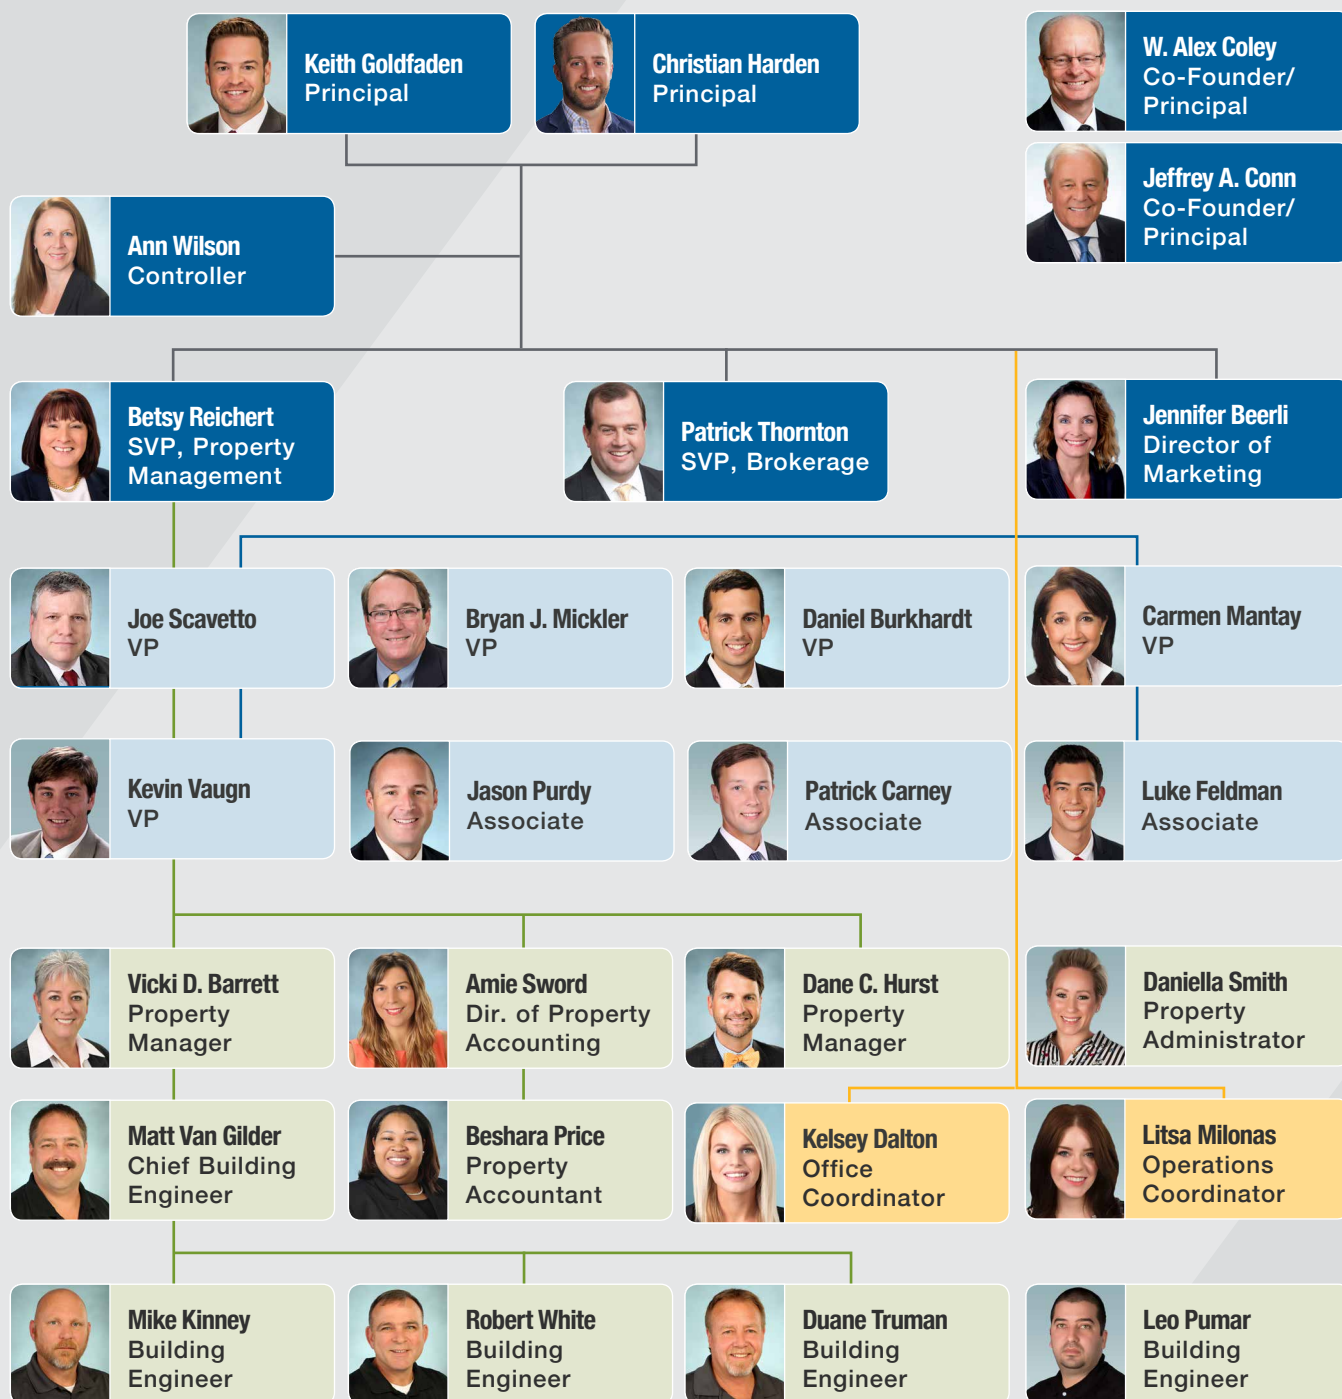 Keith Goldfaden
Principal
Christian Harden
Principal
W. Alex Coley
Co-Founder/
Principal
Jeffrey A. Conn
Co-Founder/
Principal
Ann Wilson
Controller
Betsy Reichert
SVP, Property
Management
Patrick Thornton
SVP, Brokerage
Jennifer Beerli
Director of
Marketing
Joe Scavetto
VP
Bryan J. Mickler
VP
Daniel Burkhardt
VP
Carmen Mantay
VP
Kevin Vaugn
VP
Jason Purdy
Associate
Patrick Carney
Associate
Luke Feldman
Associate
Vicki D. Barrett
Property
Manager
Amie Sword
Dir. of Property
Accounting
Dane C. Hurst
Property
Manager
Daniella Smith
Property
Administrator
Matt Van Gilder
Chief Building
Engineer
Beshara Price
Property
Accountant
Kelsey Dalton
Office
Coordinator
Litsa Milonas
Operations
Coordinator
Mike Kinney
Building
Engineer
Robert White
Building
Engineer
Duane Truman
Building
Engineer
Leo Pumar
Building
Engineer